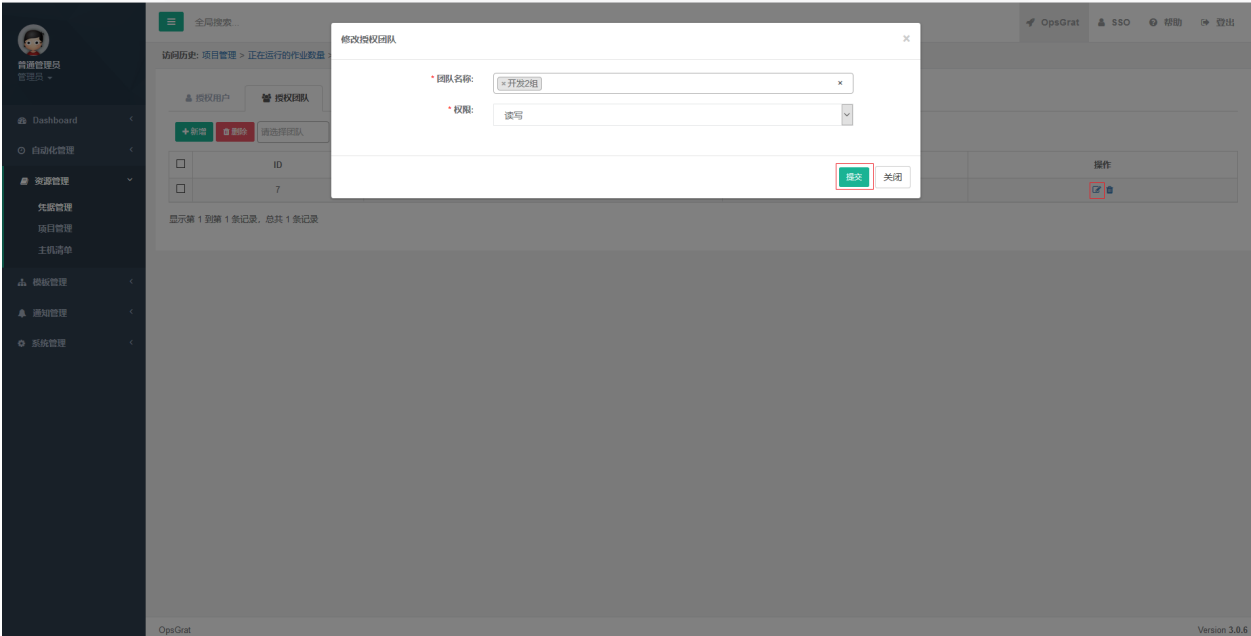 全局搜索...
OpsGrat
SSO
帮助
登出
普通管理员
管理员
Dashboard
自动化管理
资源管理
凭据管理
项目管理
主机清单
模板管理
通知管理
系统管理
访问历史: 项目管理 > 正在运行的作业数量 >
授权用户 授权团队
新增 删除 请选择团队
ID 操作
7
显示第 1 到第 1 条记录，总共 1 条记录
修改授权团队 ×
* 团队名称: ×开发2组 ×
* 权限: 读写
提交 关闭
OpsGrat Version 3.0.6